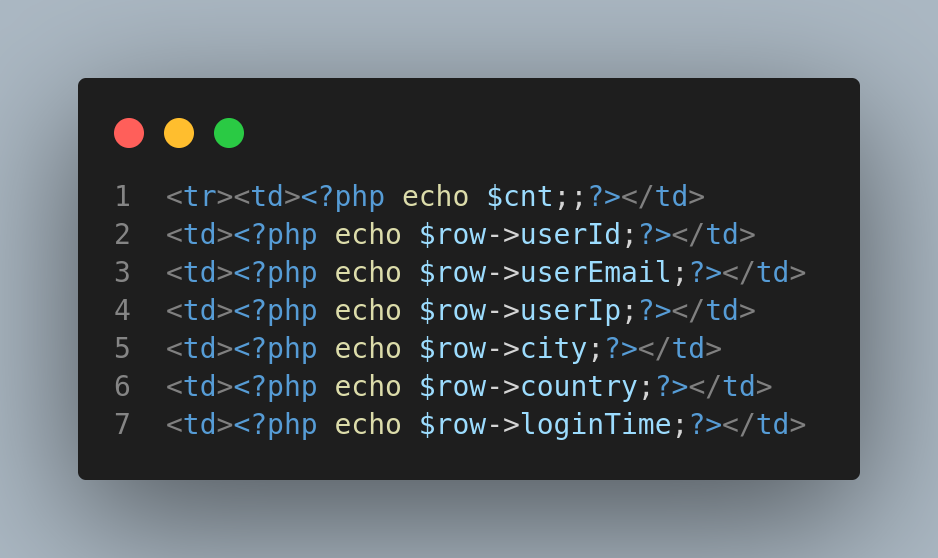 1 <tr><td><?php echo $cnt;;?></td>
2 <td><?php echo $row->userId;?></td>
3 <td><?php echo $row->userEmail;?></td>
4 <td><?php echo $row->userIp;?></td>
5 <td><?php echo $row->city;?></td>
6 <td><?php echo $row->country;?></td>
7 <td><?php echo $row->loginTime;?></td>